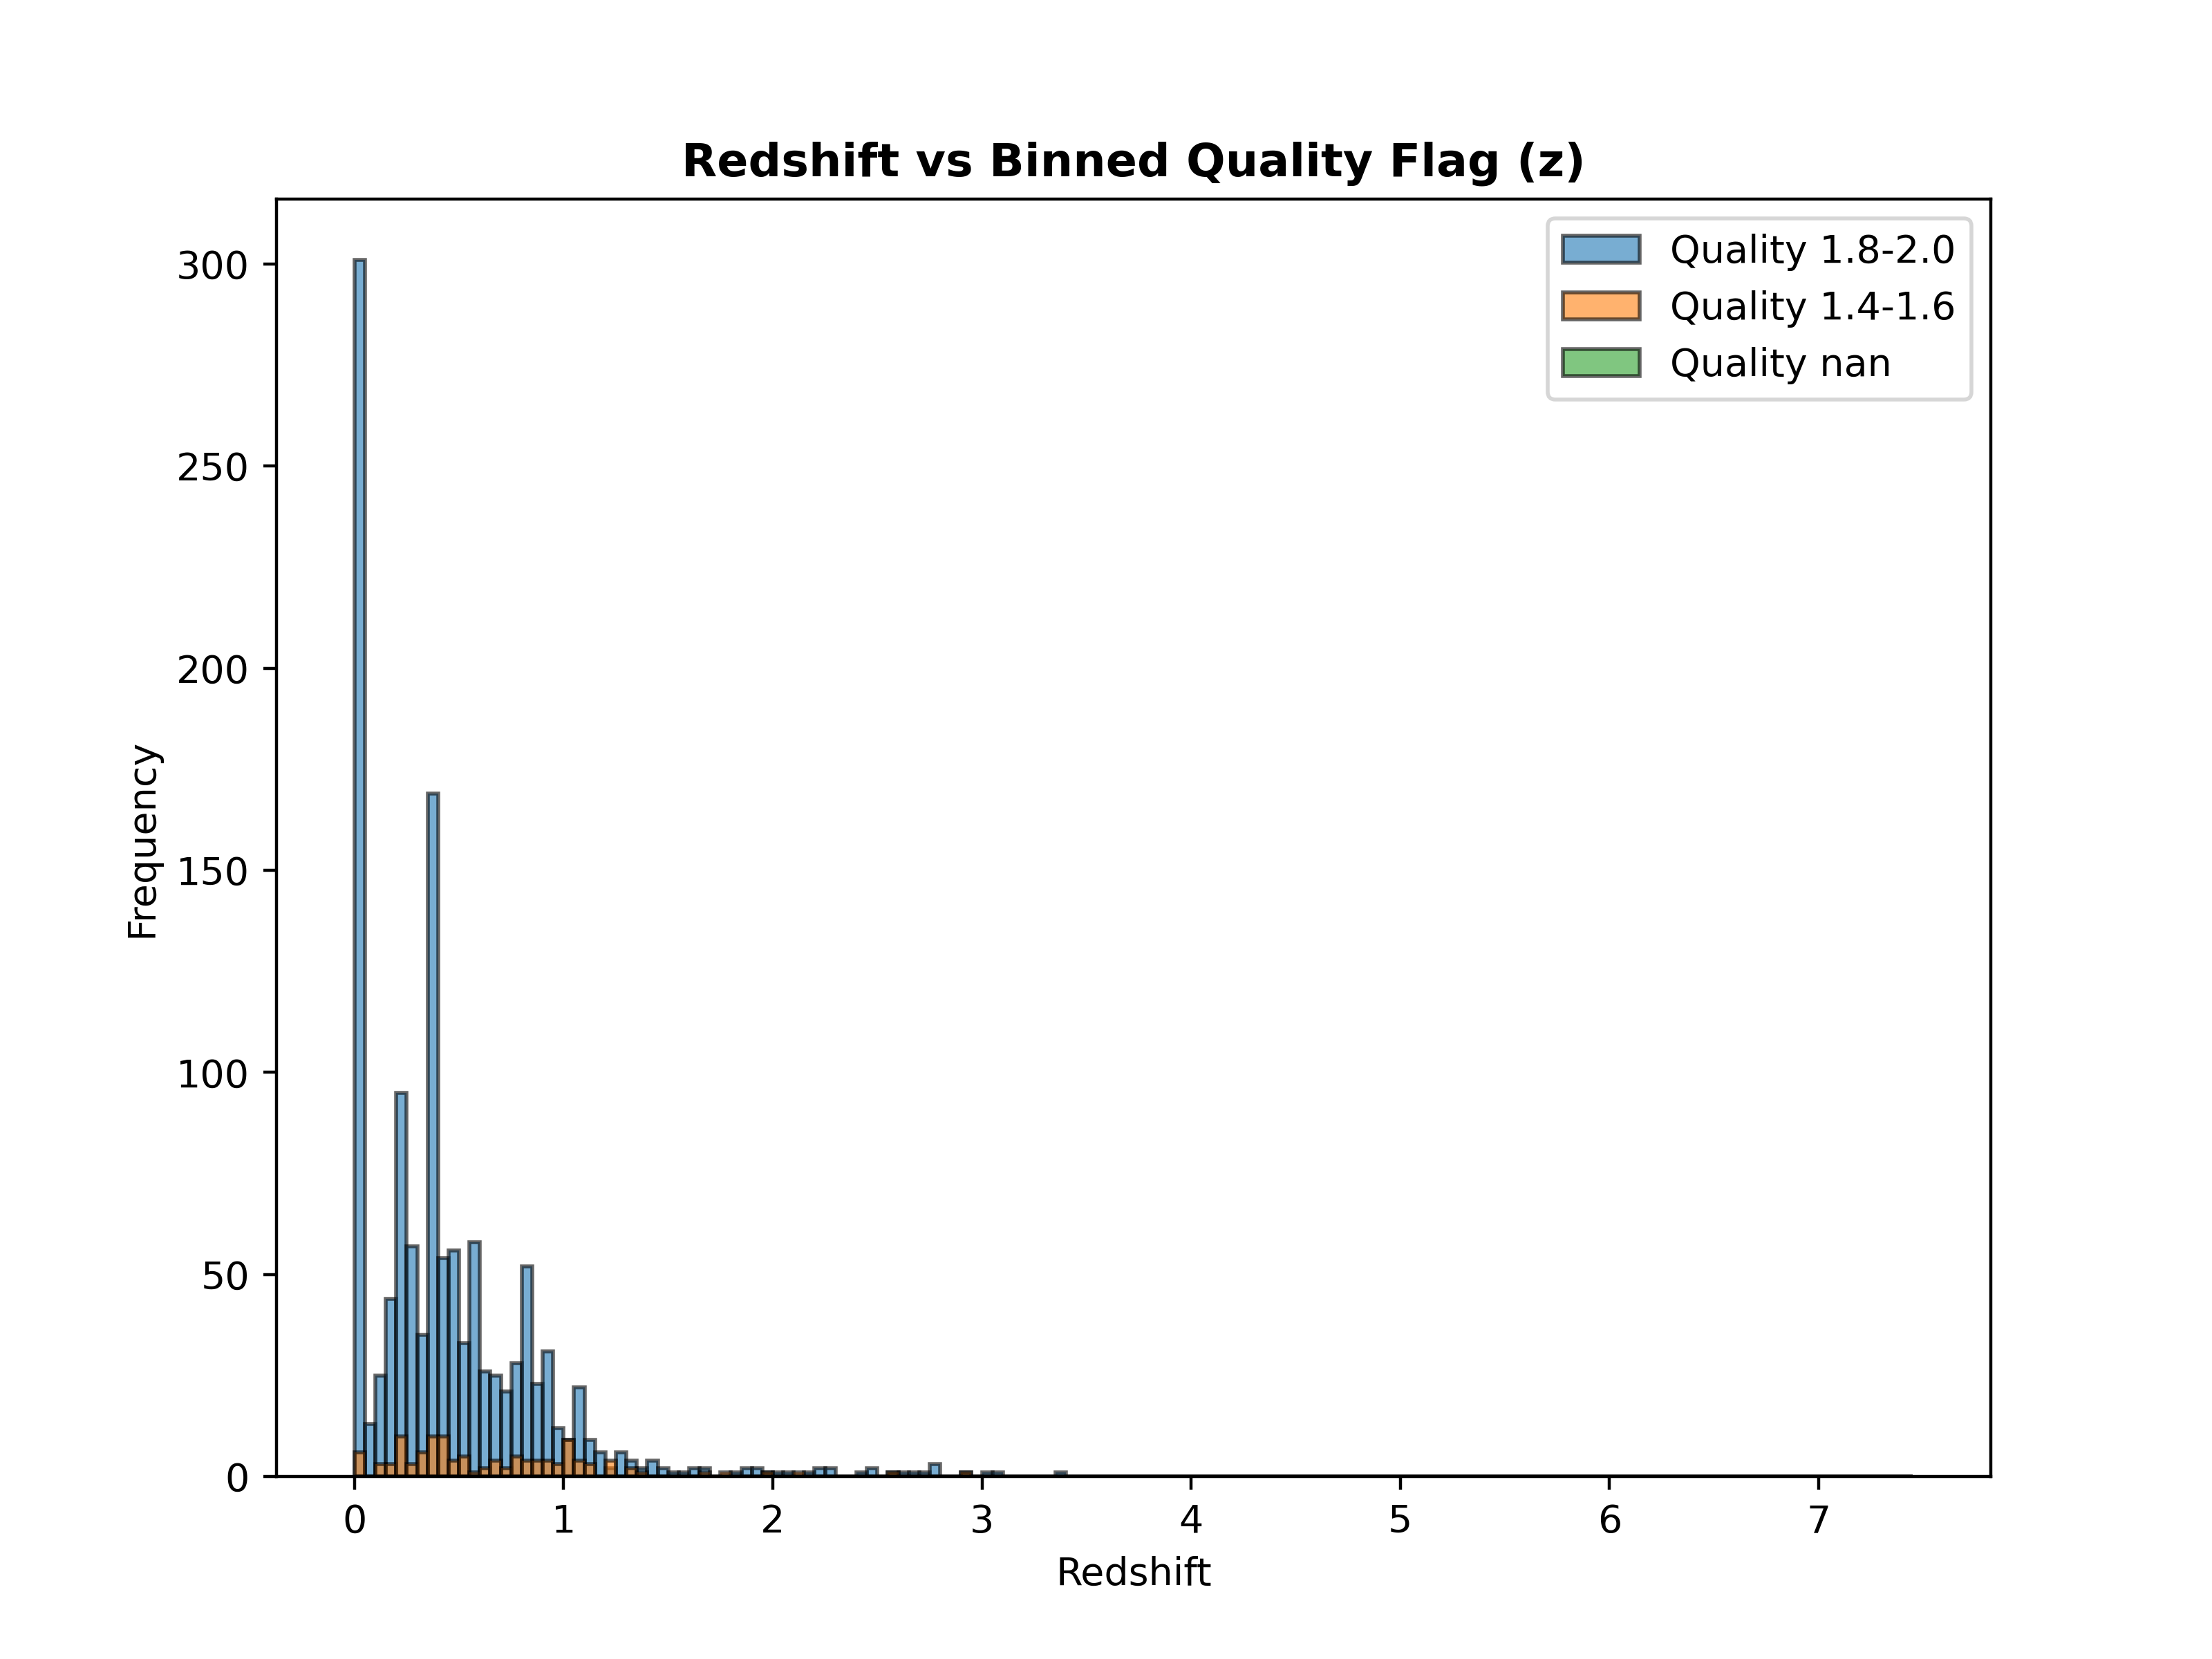 Redshift vs Binned Quality Flag (z)
Quality 1.8-2.0
Quality 1.4-1.6
Quality nan
300
250
200
150
100
50
0
Frequency
0 1 2 3 4 5 6 7
Redshift